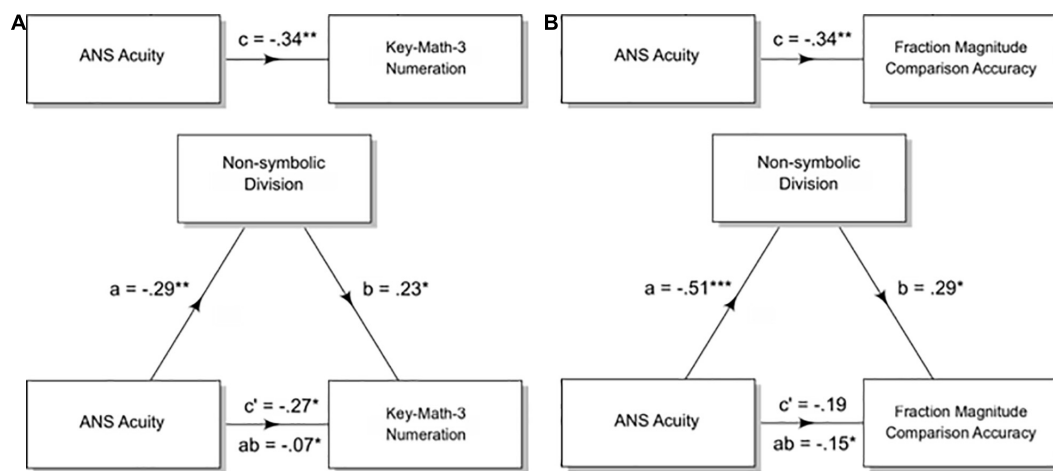 A
ANS Acuity
c = -.34**
Key-Math-3
Numeration
Non-symbolic
Division
a = -.29**
b = .23*
ANS Acuity
c' = -.27*
ab = -.07*
Key-Math-3
Numeration
B
ANS Acuity
c = -.34**
Fraction Magnitude
Comparison Accuracy
Non-symbolic
Division
a = -.51***
b = .29*
ANS Acuity
c' = -.19
ab = -.15*
Fraction Magnitude
Comparison Accuracy